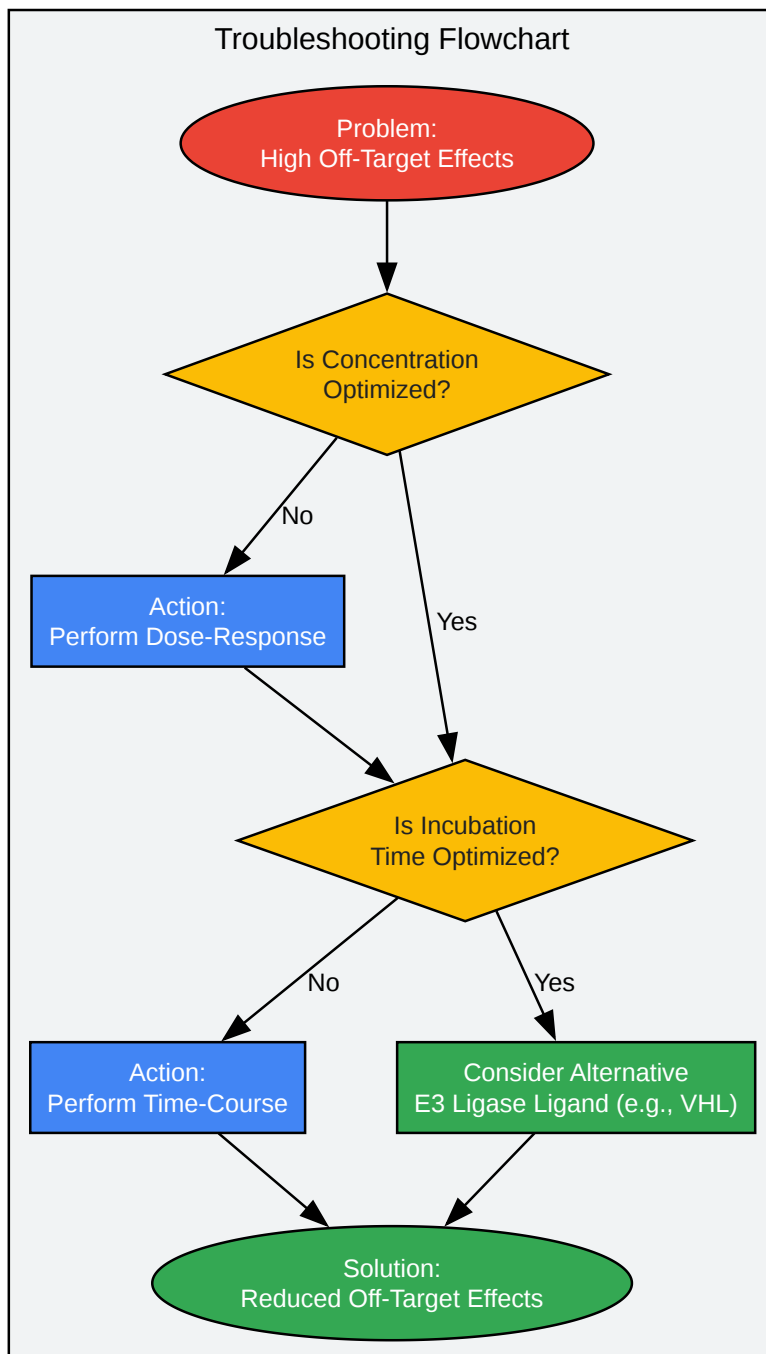 Troubleshooting Flowchart
Problem:
High Off-Target Effects
Is Concentration
Optimized?
No
Yes
Action:
Perform Dose-Response
Is Incubation
Time Optimized?
No
Yes
Action:
Perform Time-Course
Consider Alternative
E3 Ligase Ligand (e.g., VHL)
Solution:
Reduced Off-Target Effects